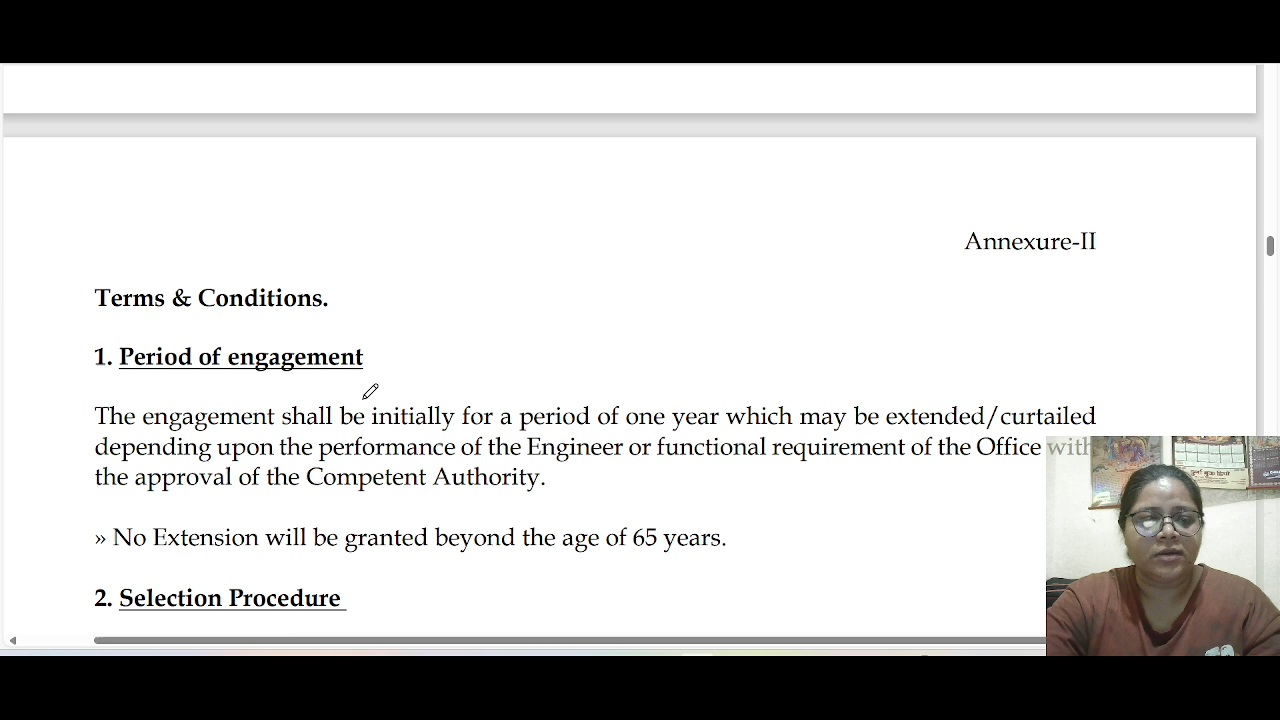 Annexure-II
Terms & Conditions.
1. Period of engagement
The engagement shall be initially for a period of one year which may be extended/curtailed
depending upon the performance of the Engineer or functional requirement of the Office with
the approval of the Competent Authority.
» No Extension will be granted beyond the age of 65 years.
2. Selection Procedure